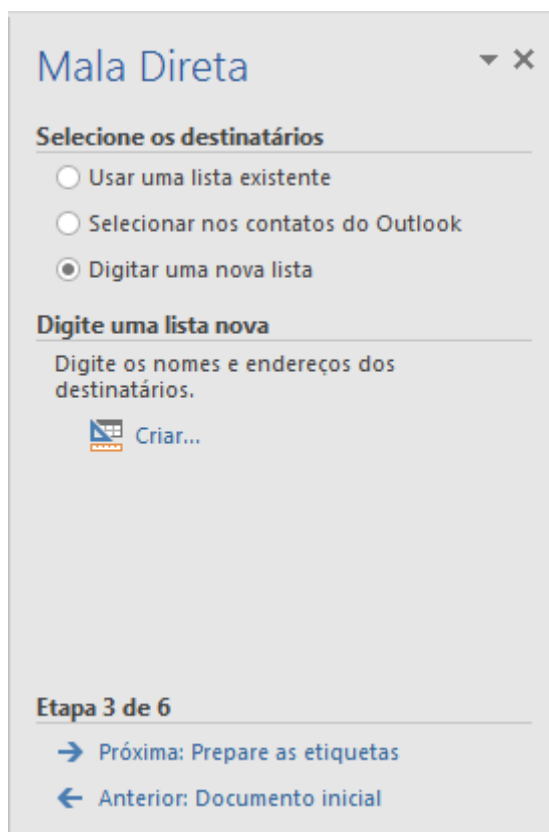 Mala Direta
Selecione os destinatários
Usar uma lista existente
Selecionar nos contatos do Outlook
Digitar uma nova lista
Digite uma lista nova
Digite os nomes e endereços dos
destinatários.
Criar...
Etapa 3 de 6
Próxima: Prepare as etiquetas
Anterior: Documento inicial